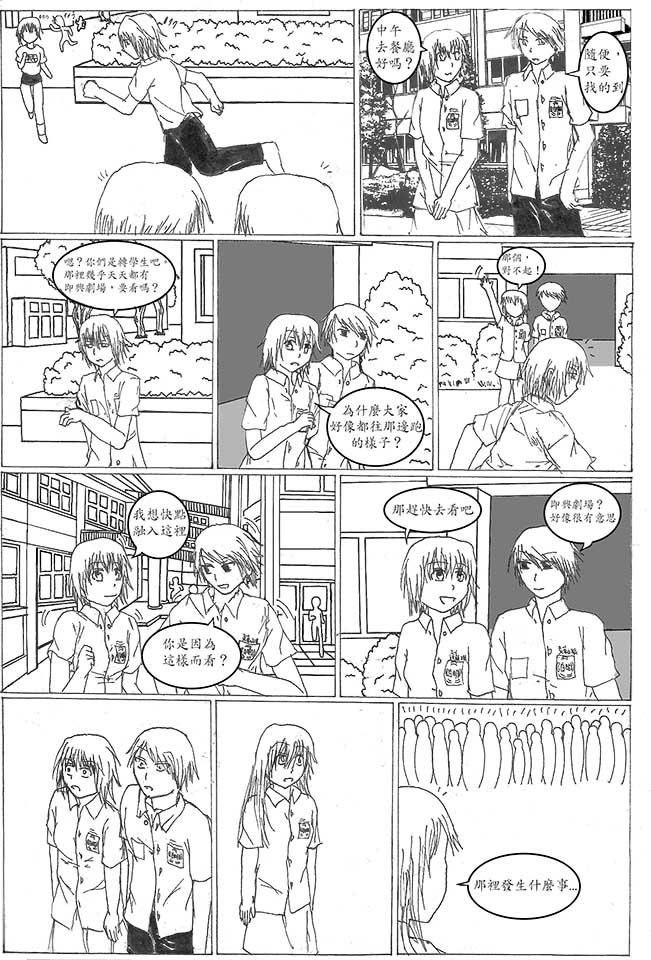 中午
去餐廳
好嗎？
隨便，
只要
找的到
那個，
對不起！
為什麼大家
好像都往那邊跑
的樣子？
嗯？你們是轉學生吧。
那裡幾乎天天都有
即興劇場，要看嗎？
即興劇場？
好像很有意思
那趕快去看吧
我想快點
融入這裡
你是因為
這樣而看？
那裡發生什麼事...